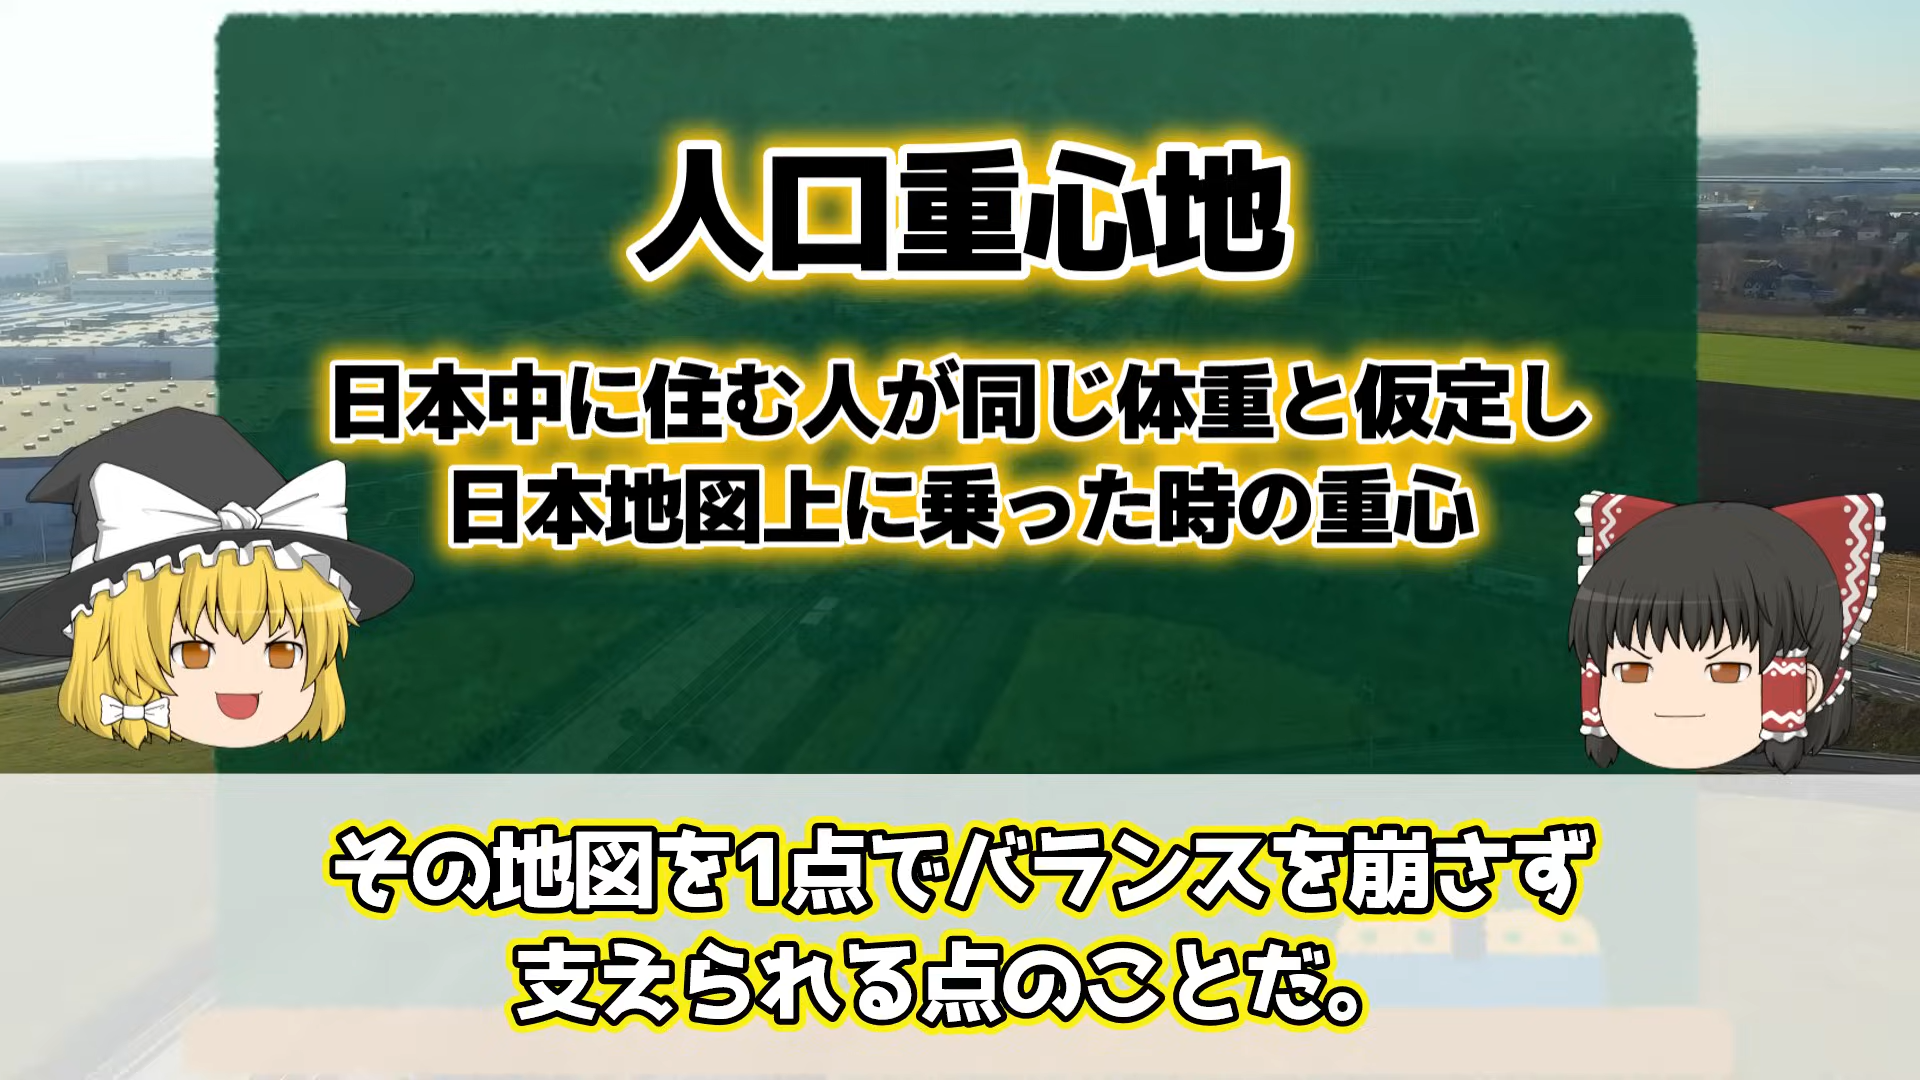 人口重心地
日本中に住む人が同じ体重と仮定し
日本地図上に乗った時の重心
その地図を1点でバランスを崩さず
支えられる点のことだ。